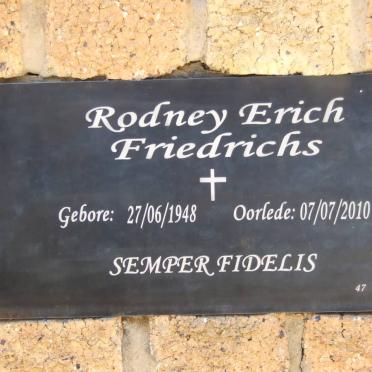 Rodney Erich
Friedrichs
Gebore: 27/06/1948 Oorlede: 07/07/2010
SEMPER FIDELIS
47